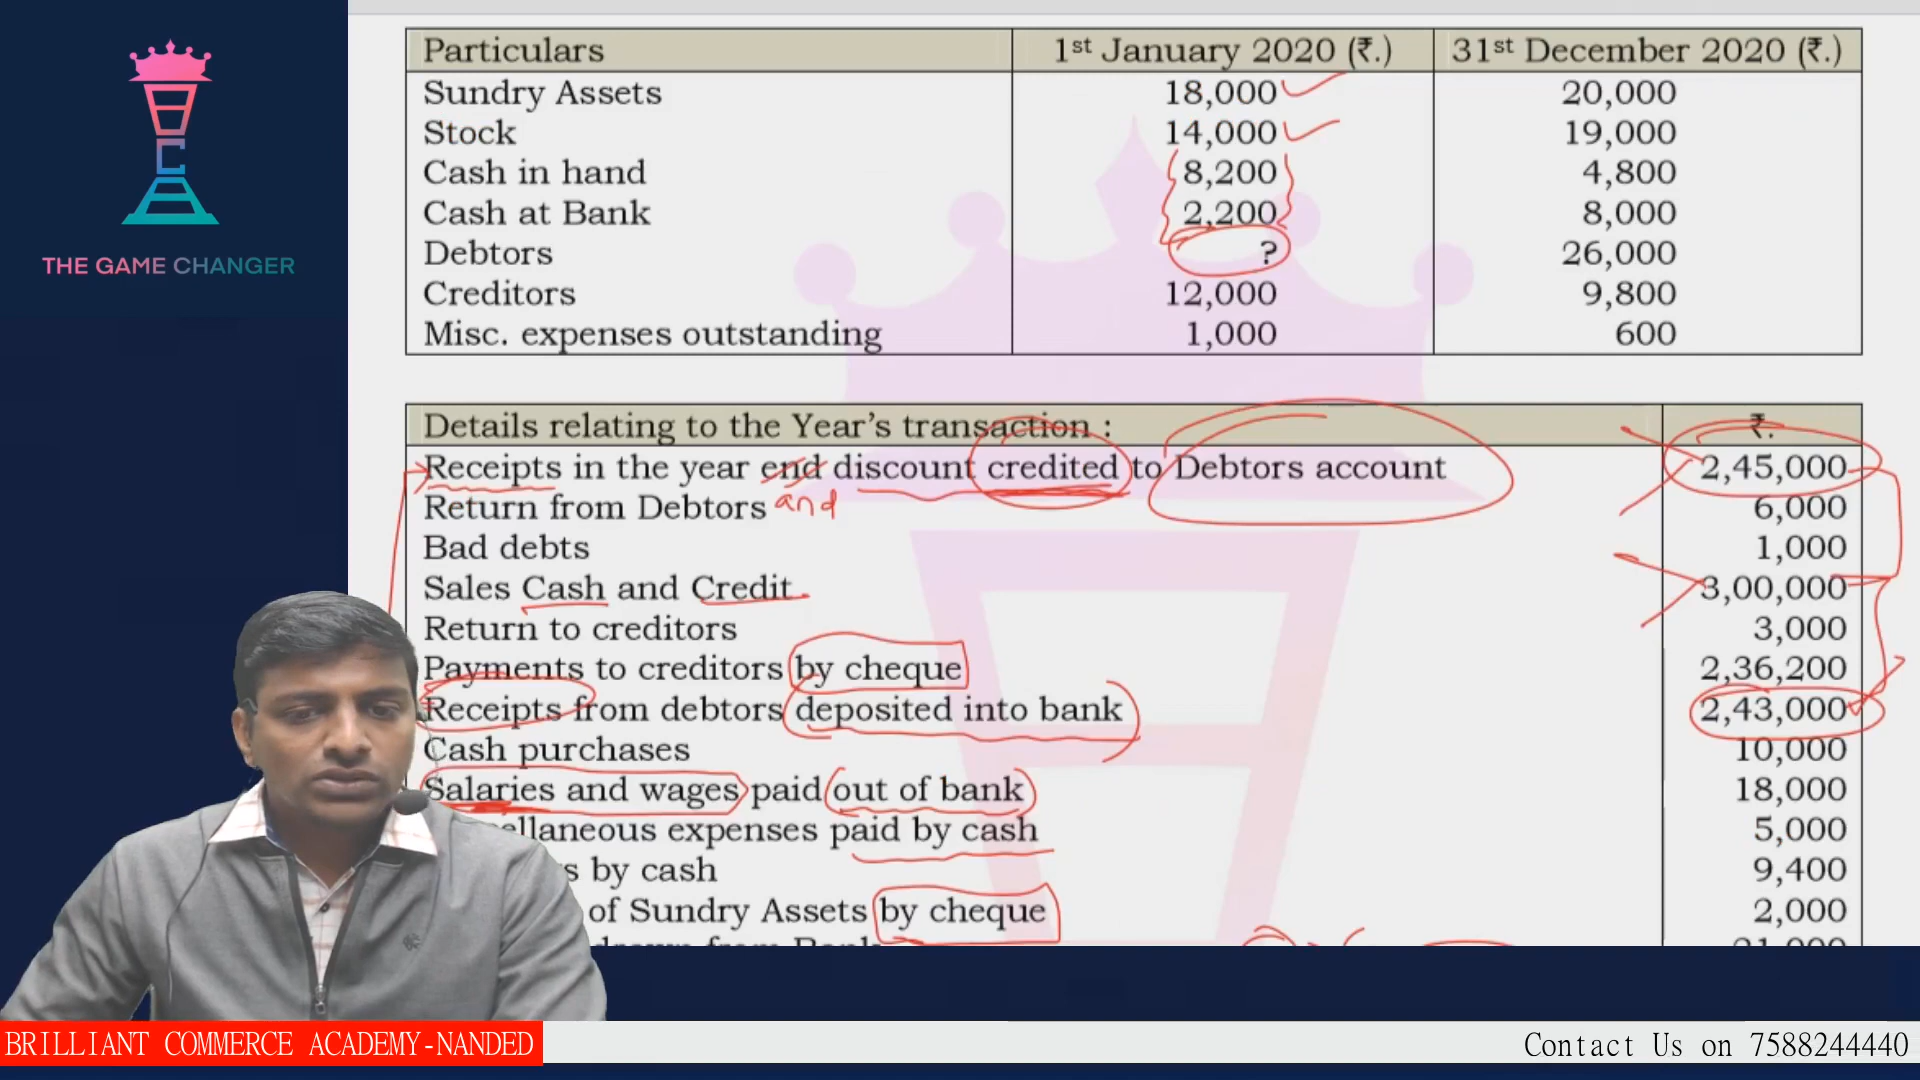 THE GAME CHANGER
Particulars 1st January 2020 (₹.) 31st December 2020 (₹.)
Sundry Assets 18,000 20,000
Stock 14,000 19,000
Cash in hand 8,200 4,800
Cash at Bank 2,200 8,000
Debtors ? 26,000
Creditors 12,000 9,800
Misc. expenses outstanding 1,000 600
Details relating to the Year's transaction : ₹.
Receipts in the year end discount credited to Debtors account 2,45,000
Return from Debtors and 6,000
Bad debts 1,000
Sales Cash and Credit 3,00,000
Return to creditors 3,000
Payments to creditors by cheque 2,36,200
Receipts from debtors deposited into bank 2,43,000
Cash purchases 10,000
Salaries and wages paid out of bank 18,000
ellaneous expenses paid by cash 5,000
s by cash 9,400
of Sundry Assets by cheque 2,000
BRILLIANT COMMERCE ACADEMY-NANDED
Contact Us on 7588244440